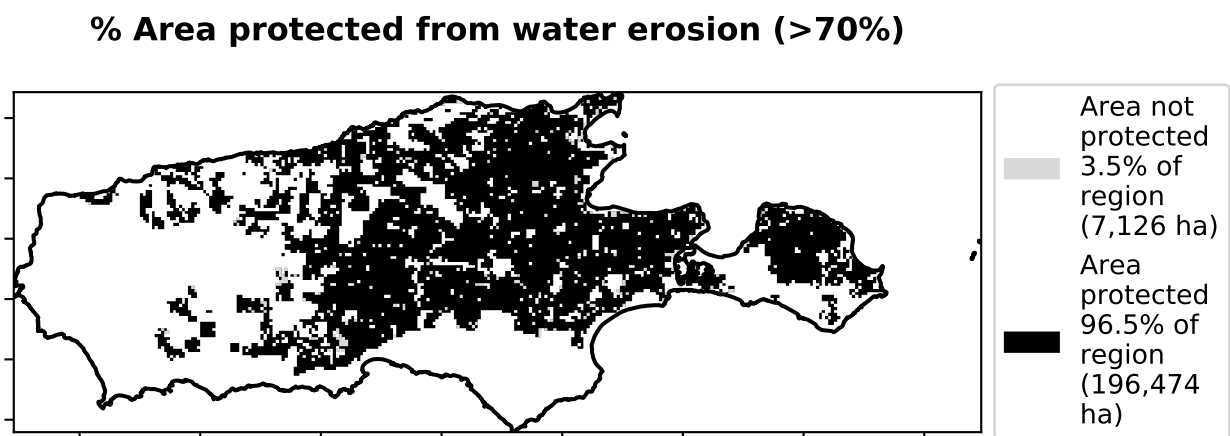 % Area protected from water erosion (>70%)
Area not
protected
3.5% of
region
(7,126 ha)
Area
protected
96.5% of
region
(196,474
ha)